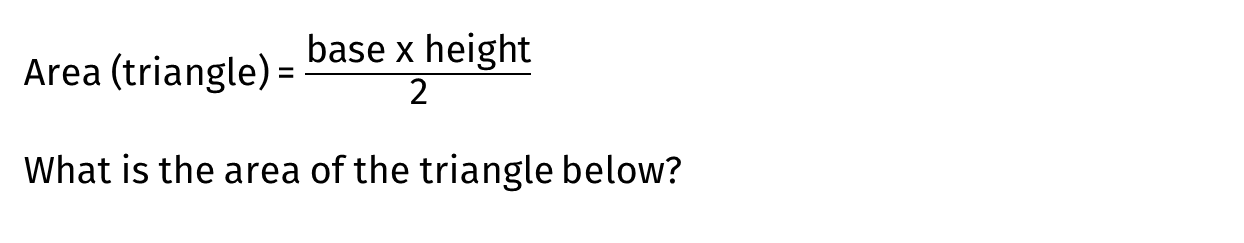 Area (triangle) = base x height / 2
What is the area of the triangle below?